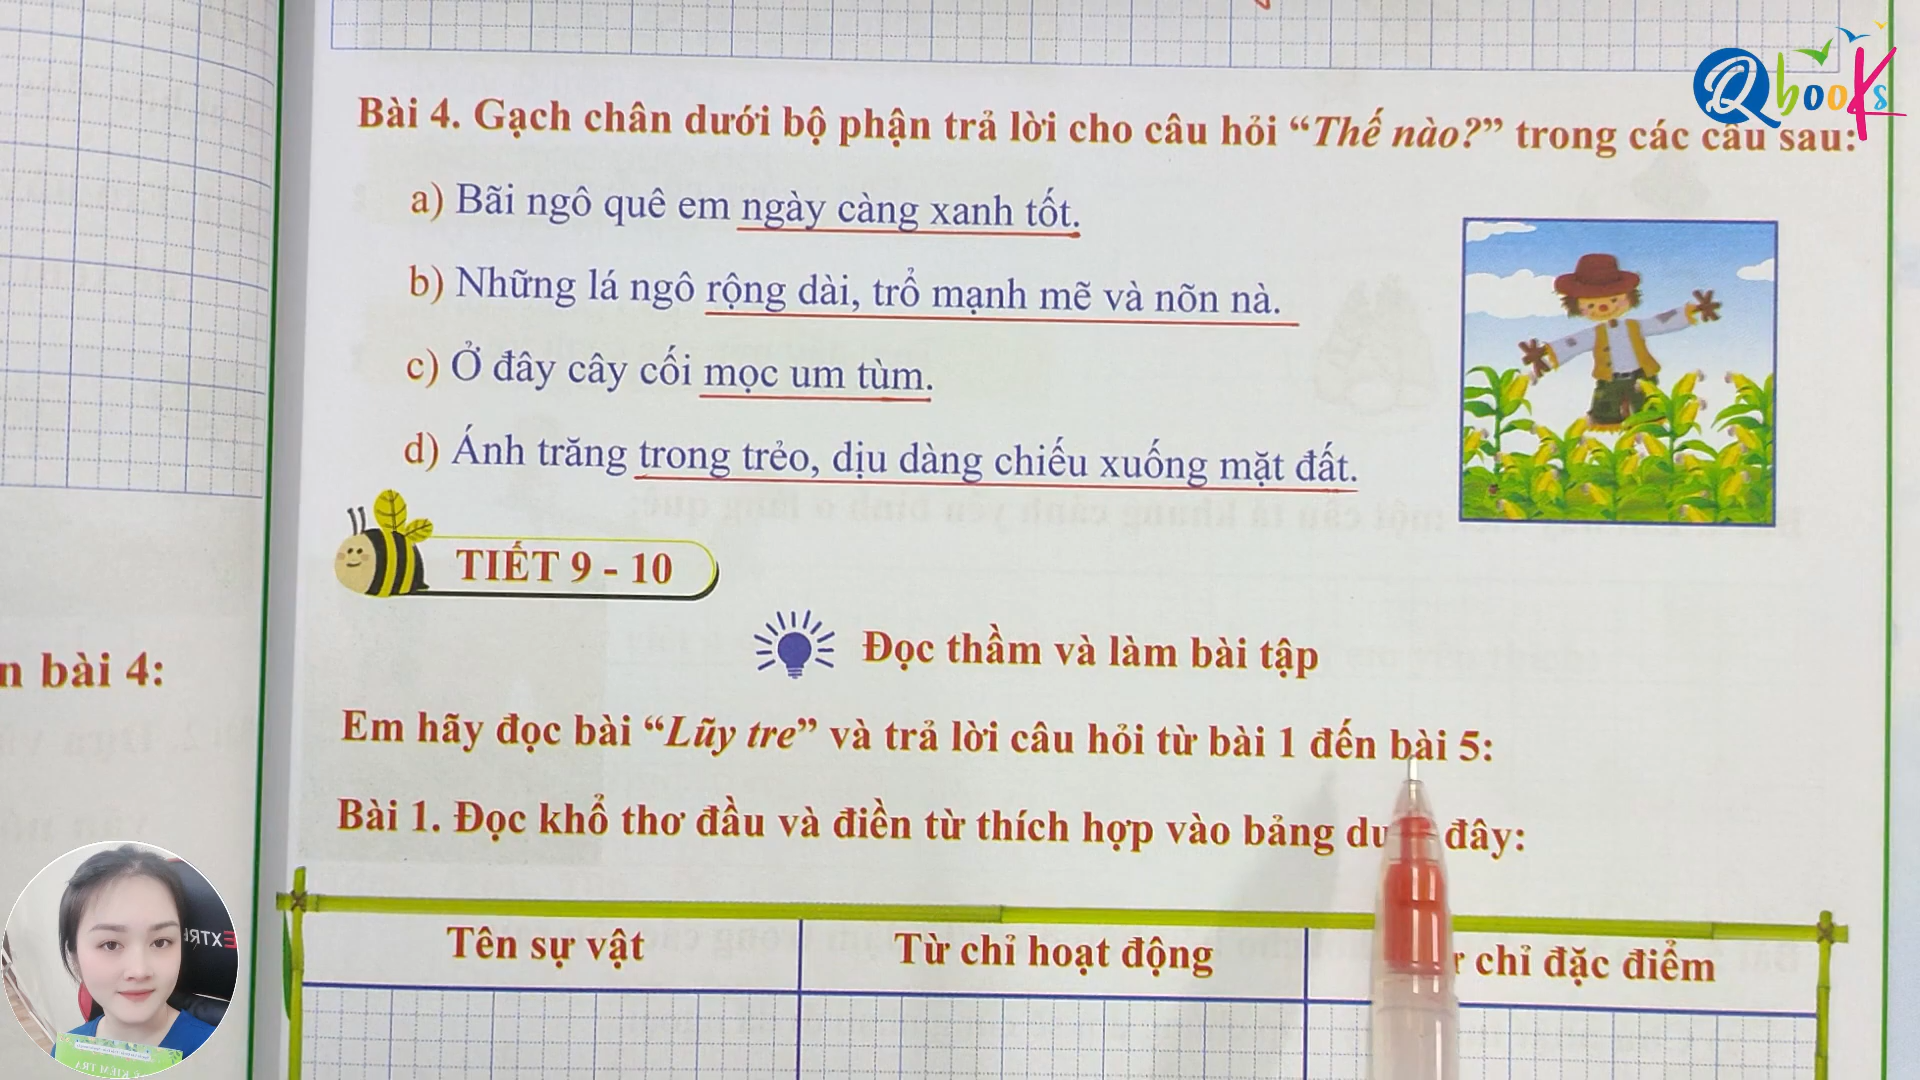 Qbooks
Bài 4. Gạch chân dưới bộ phận trả lời cho câu hỏi “Thế nào?” trong các câu sau:
a) Bãi ngô quê em ngày càng xanh tốt.
b) Những lá ngô rộng dài, trổ mạnh mẽ và nõn nà.
c) Ở đây cây cối mọc um tùm.
d) Ánh trăng trong trẻo, dịu dàng chiếu xuống mặt đất.
TIẾT 9 - 10
Đọc thầm và làm bài tập
n bài 4:
Em hãy đọc bài “Lũy tre” và trả lời câu hỏi từ bài 1 đến bài 5:
Bài 1. Đọc khổ thơ đầu và điền từ thích hợp vào bảng dư đây:
Tên sự vật
Từ chỉ hoạt động
chỉ đặc điểm